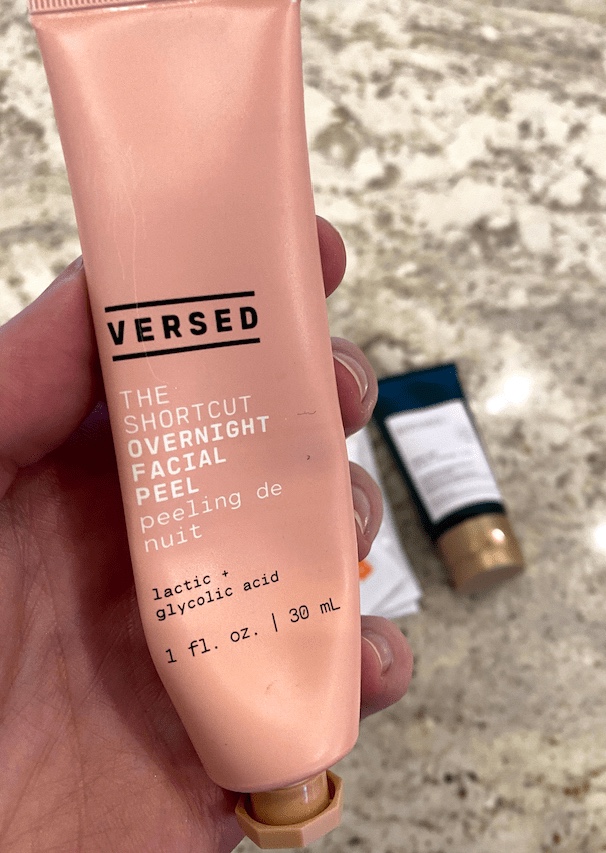 VERSED
THE
SHORTCUT
OVERNIGHT
FACIAL
PEEL
peeling de
nuit
lactic +
glycolic acid
1 fl. oz. | 30 mL